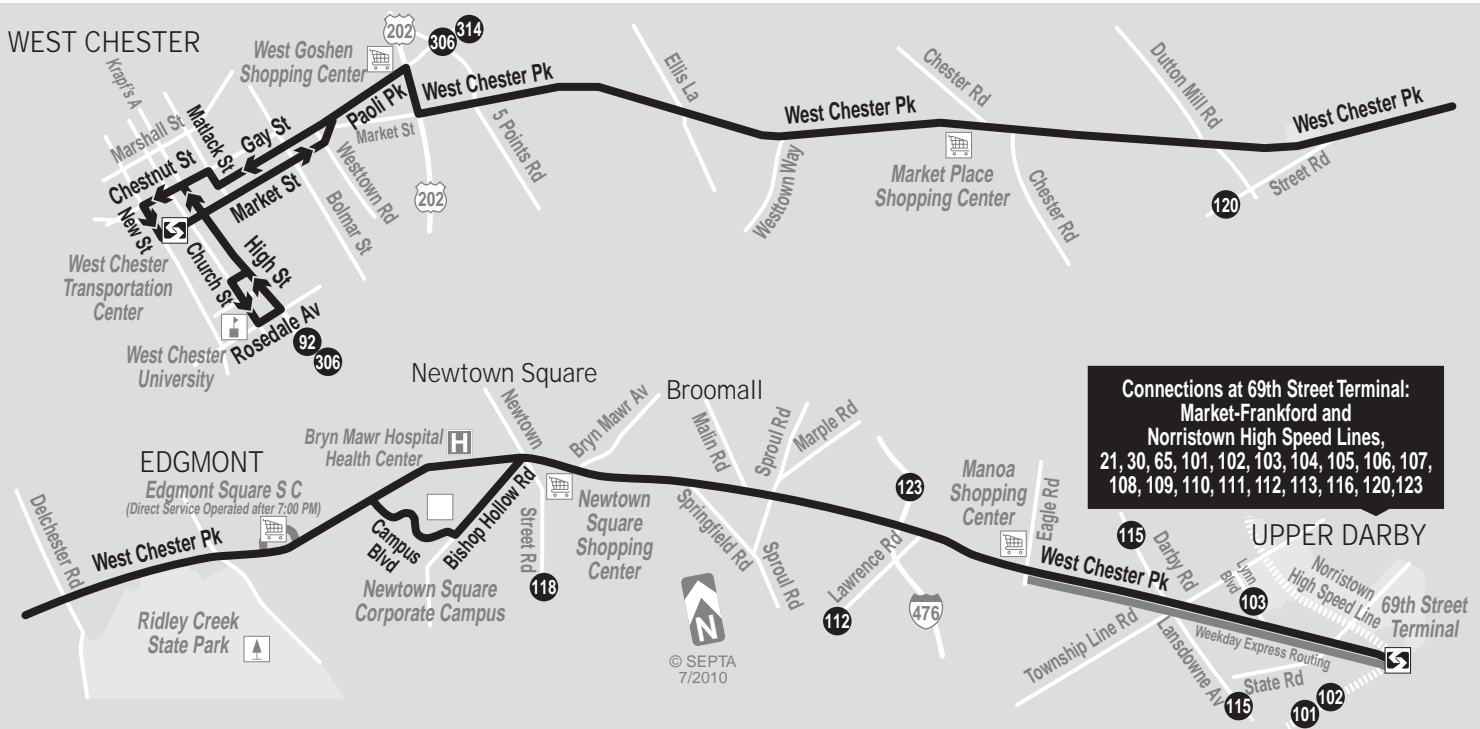 WEST CHESTER
West Goshen
Shopping Center
202
306
314
Krapf's A
Marshall St
Matlack St
Gay St
Paoli Pk
West Chester Pk
Market St
5 Points Rd
Ellis La
West Chester Pk
Chester Rd
Dutton Mill Rd
West Chester Pk
Chestnut St
Market St
Westtown Rd
Bolmar St
202
Westtown Way
Market Place
Shopping Center
Chester Rd
Street Rd
120
New St
Church St
High St
West Chester
Transportation
Center
Rosedale Av
92
306
West Chester
University
Newtown Square
Broomall
Connections at 69th Street Terminal:
Market-Frankford and
Norristown High Speed Lines,
21, 30, 65, 101, 102, 103, 104, 105, 106, 107,
108, 109, 110, 111, 112, 113, 116, 120,123
Bryn Mawr Hospital
Health Center
H
Newtown
Bryn Mawr Av
Malin Rd
Sproul Rd
Marple Rd
EDGMONT
Edgmont Square S C
(Direct Service Operated after 7:00 PM)
Delchester Rd
West Chester Pk
Campus
Blvd
Bishop Hollow Rd
Street Rd
118
Newtown
Square
Shopping
Center
Newtown Square
Corporate Campus
Ridley Creek
State Park
Springfield Rd
Sproul Rd
Lawrence Rd
123
112
476
Manoa
Shopping
Center
Eagle Rd
West Chester Pk
115
Darby Rd
Lynn
Blvd
103
UPPER DARBY
Norristown
High Speed Line
69th Street
Terminal
Township Line Rd
Lansdowne Av
Weekday Express Routing
State Rd
115
101
102
N
© SEPTA
7/2010